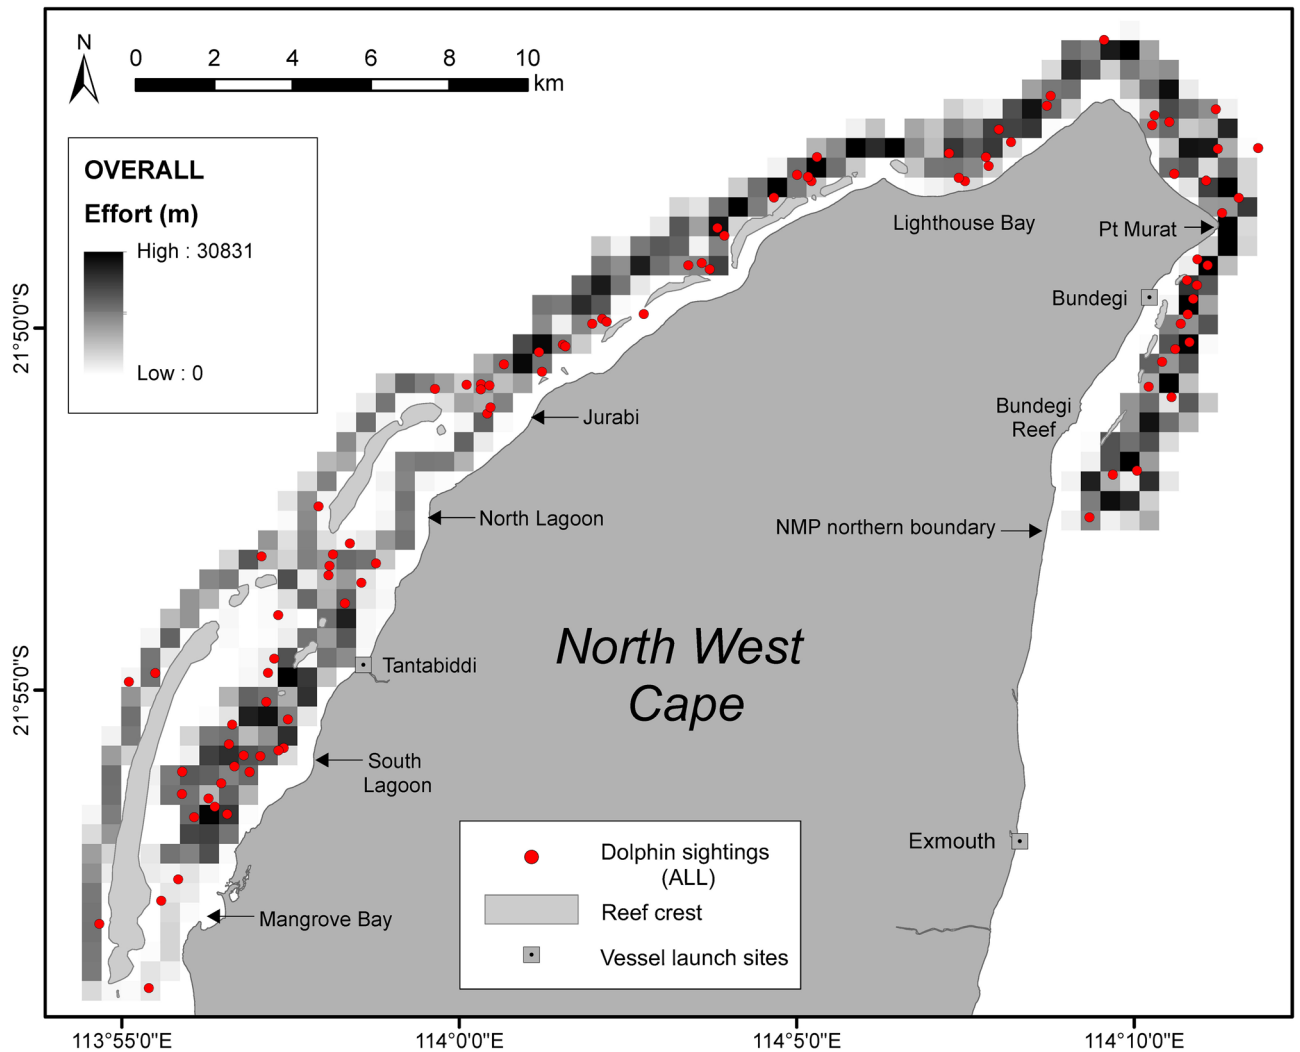 N
0 2 4 6 8 10
km
OVERALL
Effort (m)
High : 30831
Low : 0
Lighthouse Bay
Pt Murat
Bundegi
Bundegi
Reef
Jurabi
North Lagoon
NMP northern boundary
North West
Cape
Tantabiddi
South
Lagoon
Exmouth
Mangrove Bay
Dolphin sightings
(ALL)
Reef crest
Vessel launch sites
21°50'0"S
21°55'0"S
113°55'0"E 114°0'0"E 114°5'0"E 114°10'0"E